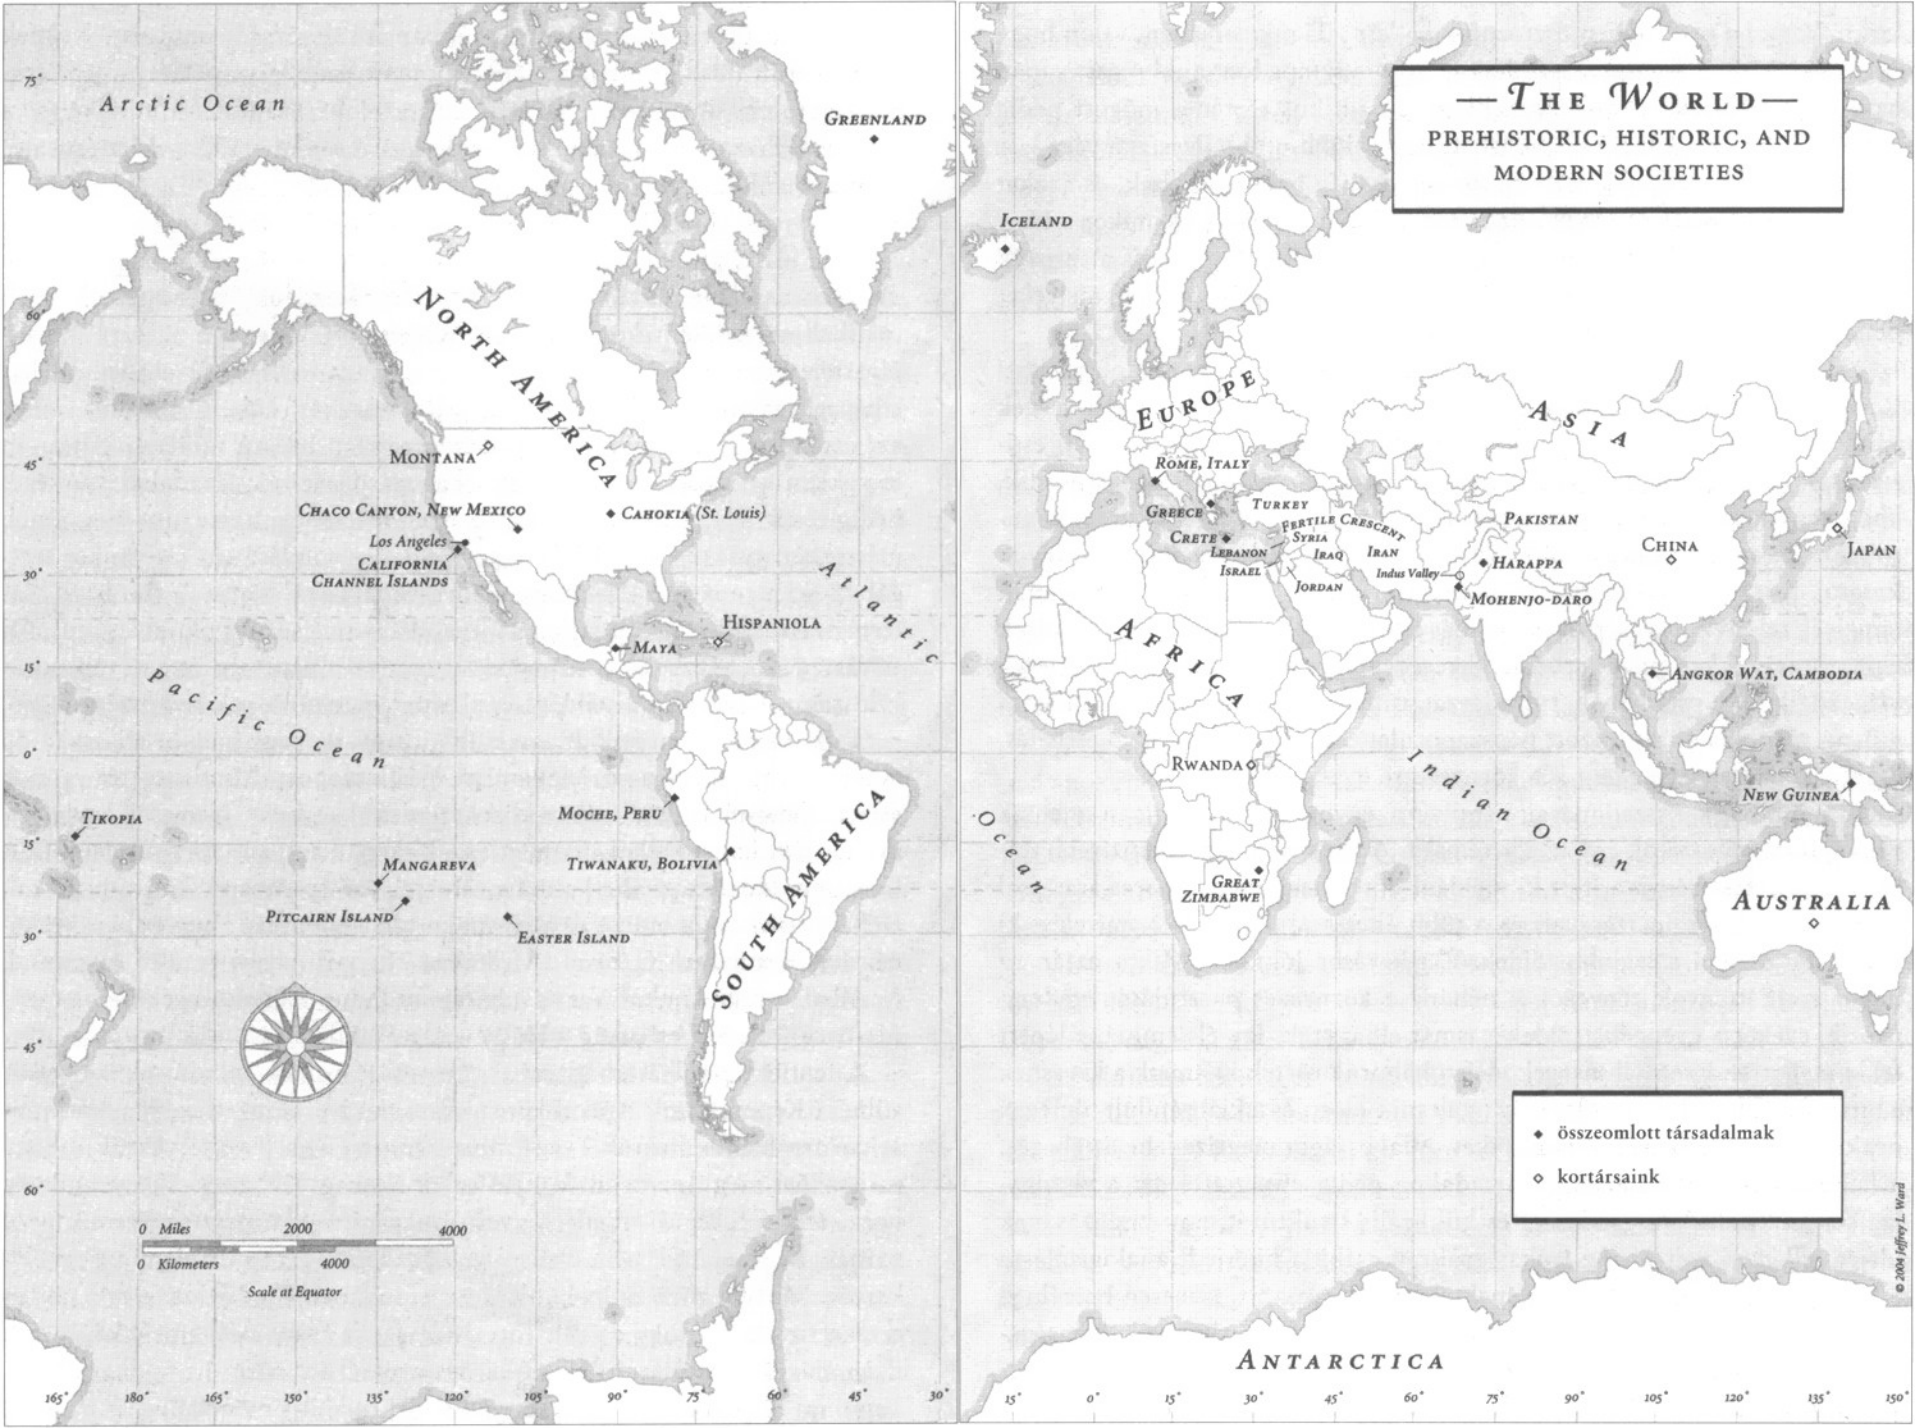 THE WORLD
PREHISTORIC, HISTORIC, AND
MODERN SOCIETIES
Arctic Ocean
GREENLAND
ICELAND
NORTH AMERICA
EUROPE
ASIA
MONTANA
CHACO CANYON, NEW MEXICO
CAHOKIA (St. Louis)
Los Angeles
CALIFORNIA
CHANNEL ISLANDS
Atlantic
HISPANIOLA
MAYA
Pacific Ocean
MOCHE, PERU
TIKOPIA
MANGAREVA
TIWANAKU, BOLIVIA
PITCAIRN ISLAND
EASTER ISLAND
SOUTH AMERICA
ROME, ITALY
GREECE
TURKEY
CRETE
FERTILE CRESCENT
SYRIA
LEBANON
IRAQ
IRAN
ISRAEL
JORDAN
PAKISTAN
Indus Valley
HARAPPA
MOHENJO-DARO
CHINA
JAPAN
AFRICA
ANGKOR WAT, CAMBODIA
RWANDA
Indian Ocean
NEW GUINEA
Ocean
GREAT
ZIMBABWE
AUSTRALIA
összeomlott társadalmak
kortársaink
ANTARCTICA
© 2004 Jeffrey L. Ward
0 Miles 2000 4000
0 Kilometers 4000
Scale at Equator
75°
60°
45°
30°
15°
0°
15°
30°
45°
60°
165° 180° 165° 150° 135° 120° 105° 90° 75° 60° 45° 30° 15° 0° 15° 30° 45° 60° 75° 90° 105° 120° 135° 150°